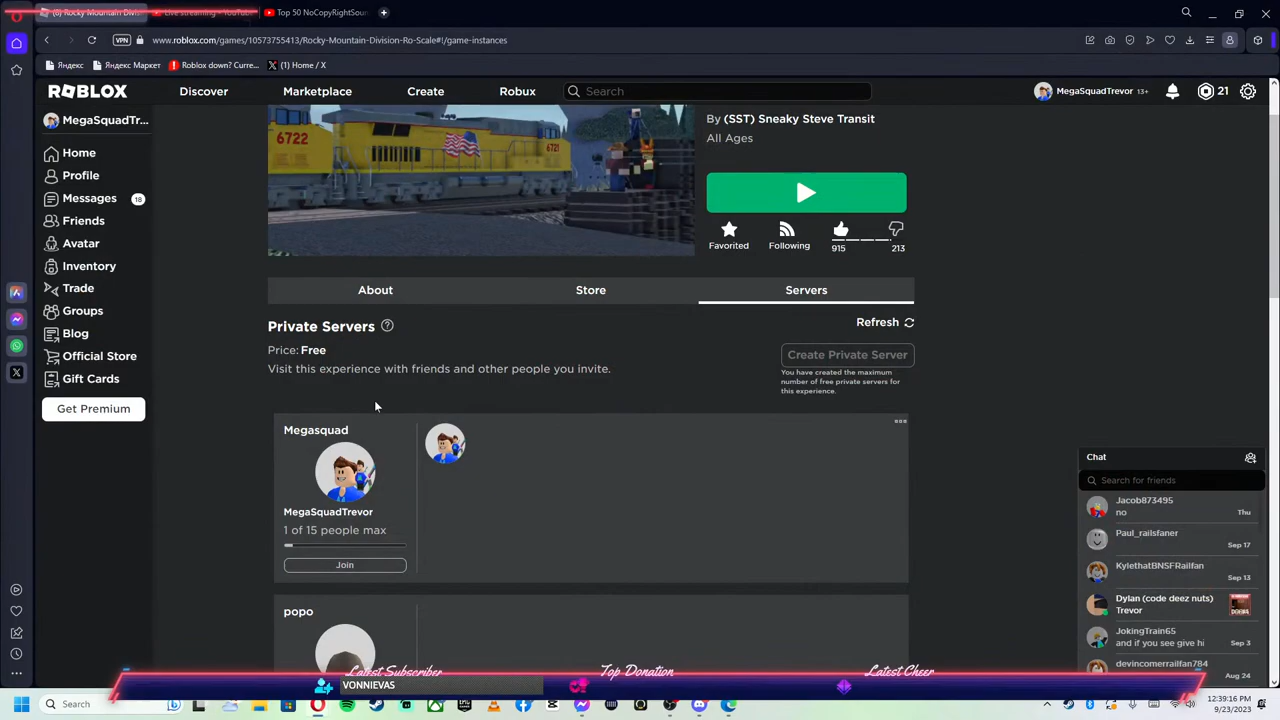 (6) Rocky Mountain Divis
Live streaming - YouTu
Top 50 NoCopyRightSou
VPN
www.roblox.com/games/10573755413/Rocky-Mountain-Division-Ro-Scale#!/game-instances
Яндекс
Яндекс Маркет
Roblox down? Curre...
(1) Home / X
ROBLOX
Discover
Marketplace
Create
Robux
Search
MegaSquadTrevor 13+
21
MegaSquadTr...
Home
Profile
Messages
18
Friends
Avatar
Inventory
Trade
Groups
Blog
Official Store
Gift Cards
Get Premium
6722
6721
By (SST) Sneaky Steve Transit
All Ages
Favorited
Following
915
213
About
Store
Servers
Private Servers
Refresh
Price: Free
Visit this experience with friends and other people you invite.
Create Private Server
You have created the maximum
number of free private servers for
this experience.
Megasquad
MegaSquadTrevor
1 of 15 people max
Join
popo
Chat
Search for friends
Jacob873495
no
Thu
Paul_railsfaner
Sep 17
KylethatBNSFRailfan
Sep 13
Dylan (code deez nuts)
Trevor
JokingTrain65
and if you see give hi
Sep 3
devincomerrailfan784
Aug 24
Latest Subscriber
VONNIEVAS
Top Donation
Latest Cheer
Search
12:39:16 PM
9/23/2023